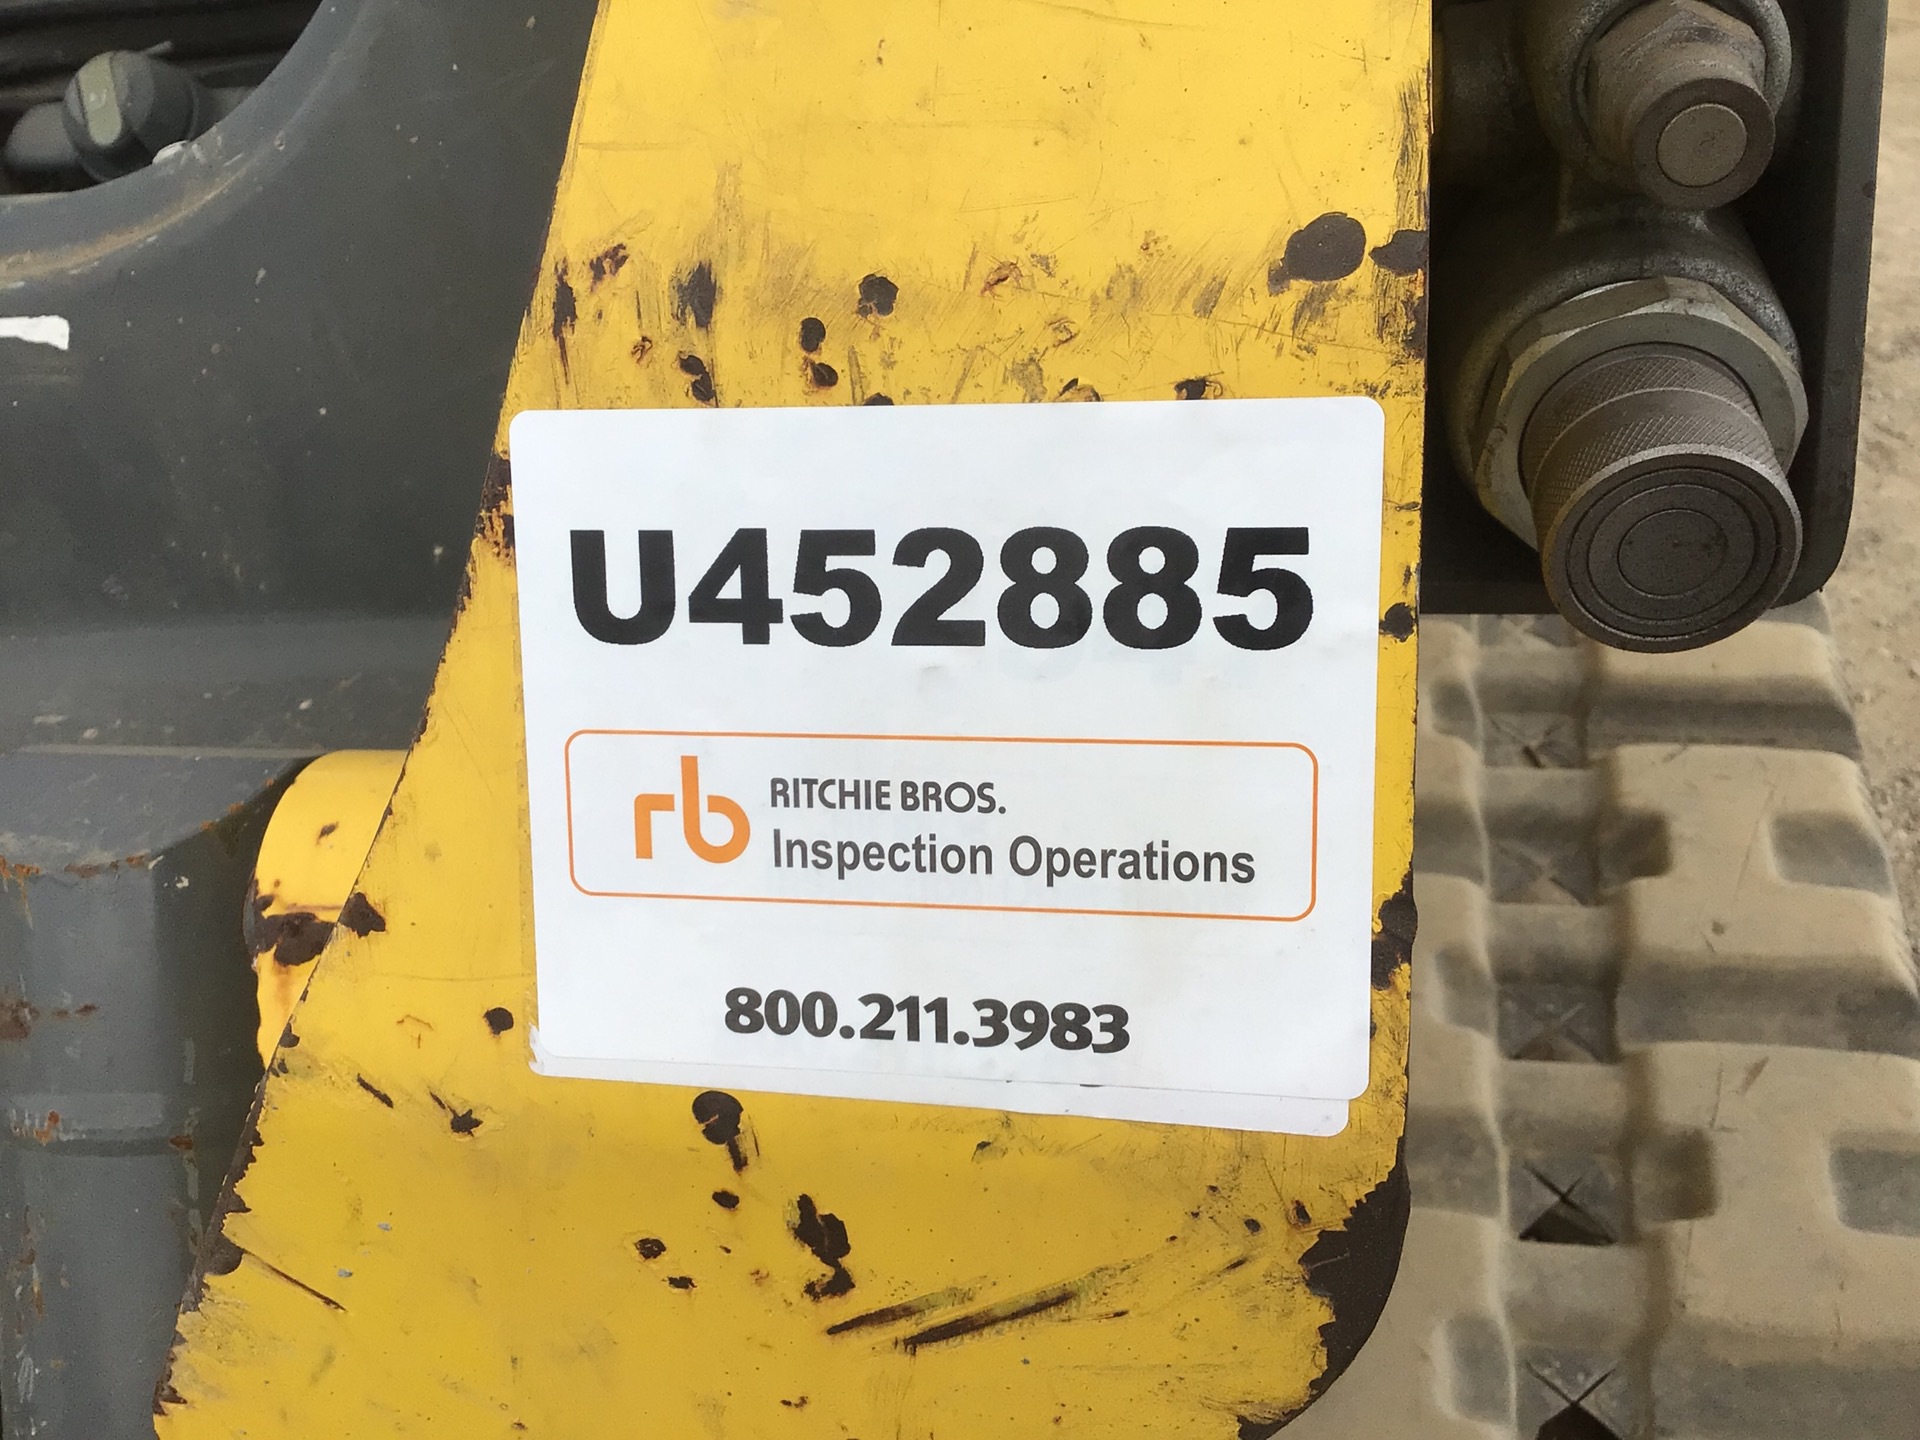 U452885
rb RITCHIE BROS.
Inspection Operations
800.211.3983